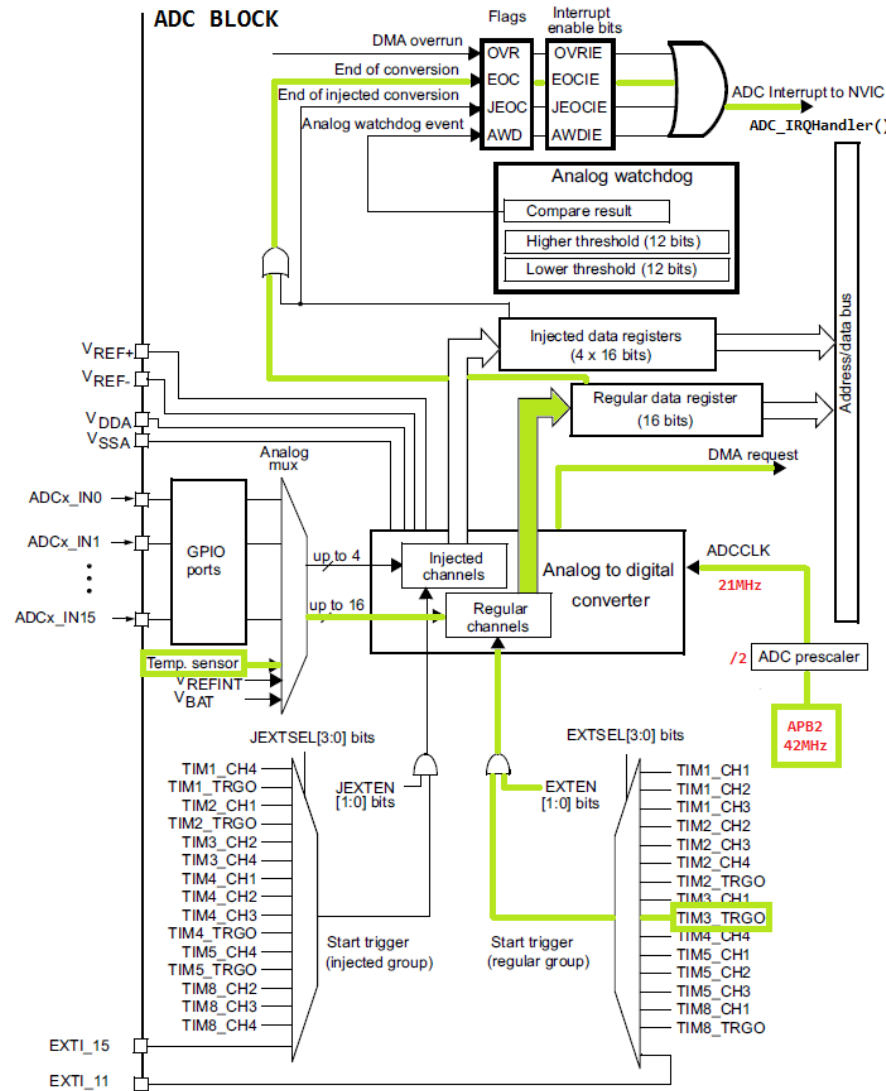 ADC BLOCK
Flags
Interrupt
enable bits
DMA overrun
OVR
OVRIE
End of conversion
EOC
EOCIE
End of injected conversion
JEOC
JEOCIE
Analog watchdog event
AWD
AWDIE
ADC Interrupt to NVIC
ADC_IRQHandler()
Analog watchdog
Compare result
Higher threshold (12 bits)
Lower threshold (12 bits)
Address/data bus
VREF+
VREF-
VDDA
VSSA
Injected data registers
(4 x 16 bits)
Regular data register
(16 bits)
DMA request
Analog
mux
ADCx_IN0
ADCx_IN1
ADCx_IN15
GPIO
ports
up to 4
up to 16
Injected
channels
Regular
channels
Analog to digital
converter
ADCCLK
21MHz
/2
ADC prescaler
APB2
42MHz
Temp. sensor
VREFINT
VBAT
JEXTSEL[3:0] bits
EXTSEL[3:0] bits
JEXTEN
[1:0] bits
EXTEN
[1:0] bits
TIM1_CH4
TIM1_TRGO
TIM2_CH1
TIM2_TRGO
TIM3_CH2
TIM3_CH4
TIM4_CH1
TIM4_CH2
TIM4_CH3
TIM4_TRGO
TIM5_CH4
TIM5_TRGO
TIM8_CH2
TIM8_CH3
TIM8_CH4
Start trigger
(injected group)
Start trigger
(regular group)
TIM1_CH1
TIM1_CH2
TIM1_CH3
TIM2_CH2
TIM2_CH3
TIM2_CH4
TIM2_TRGO
TIM3_CH1
TIM3_TRGO
TIM4_CH4
TIM5_CH1
TIM5_CH2
TIM5_CH3
TIM8_CH1
TIM8_TRGO
EXTI_15
EXTI_11